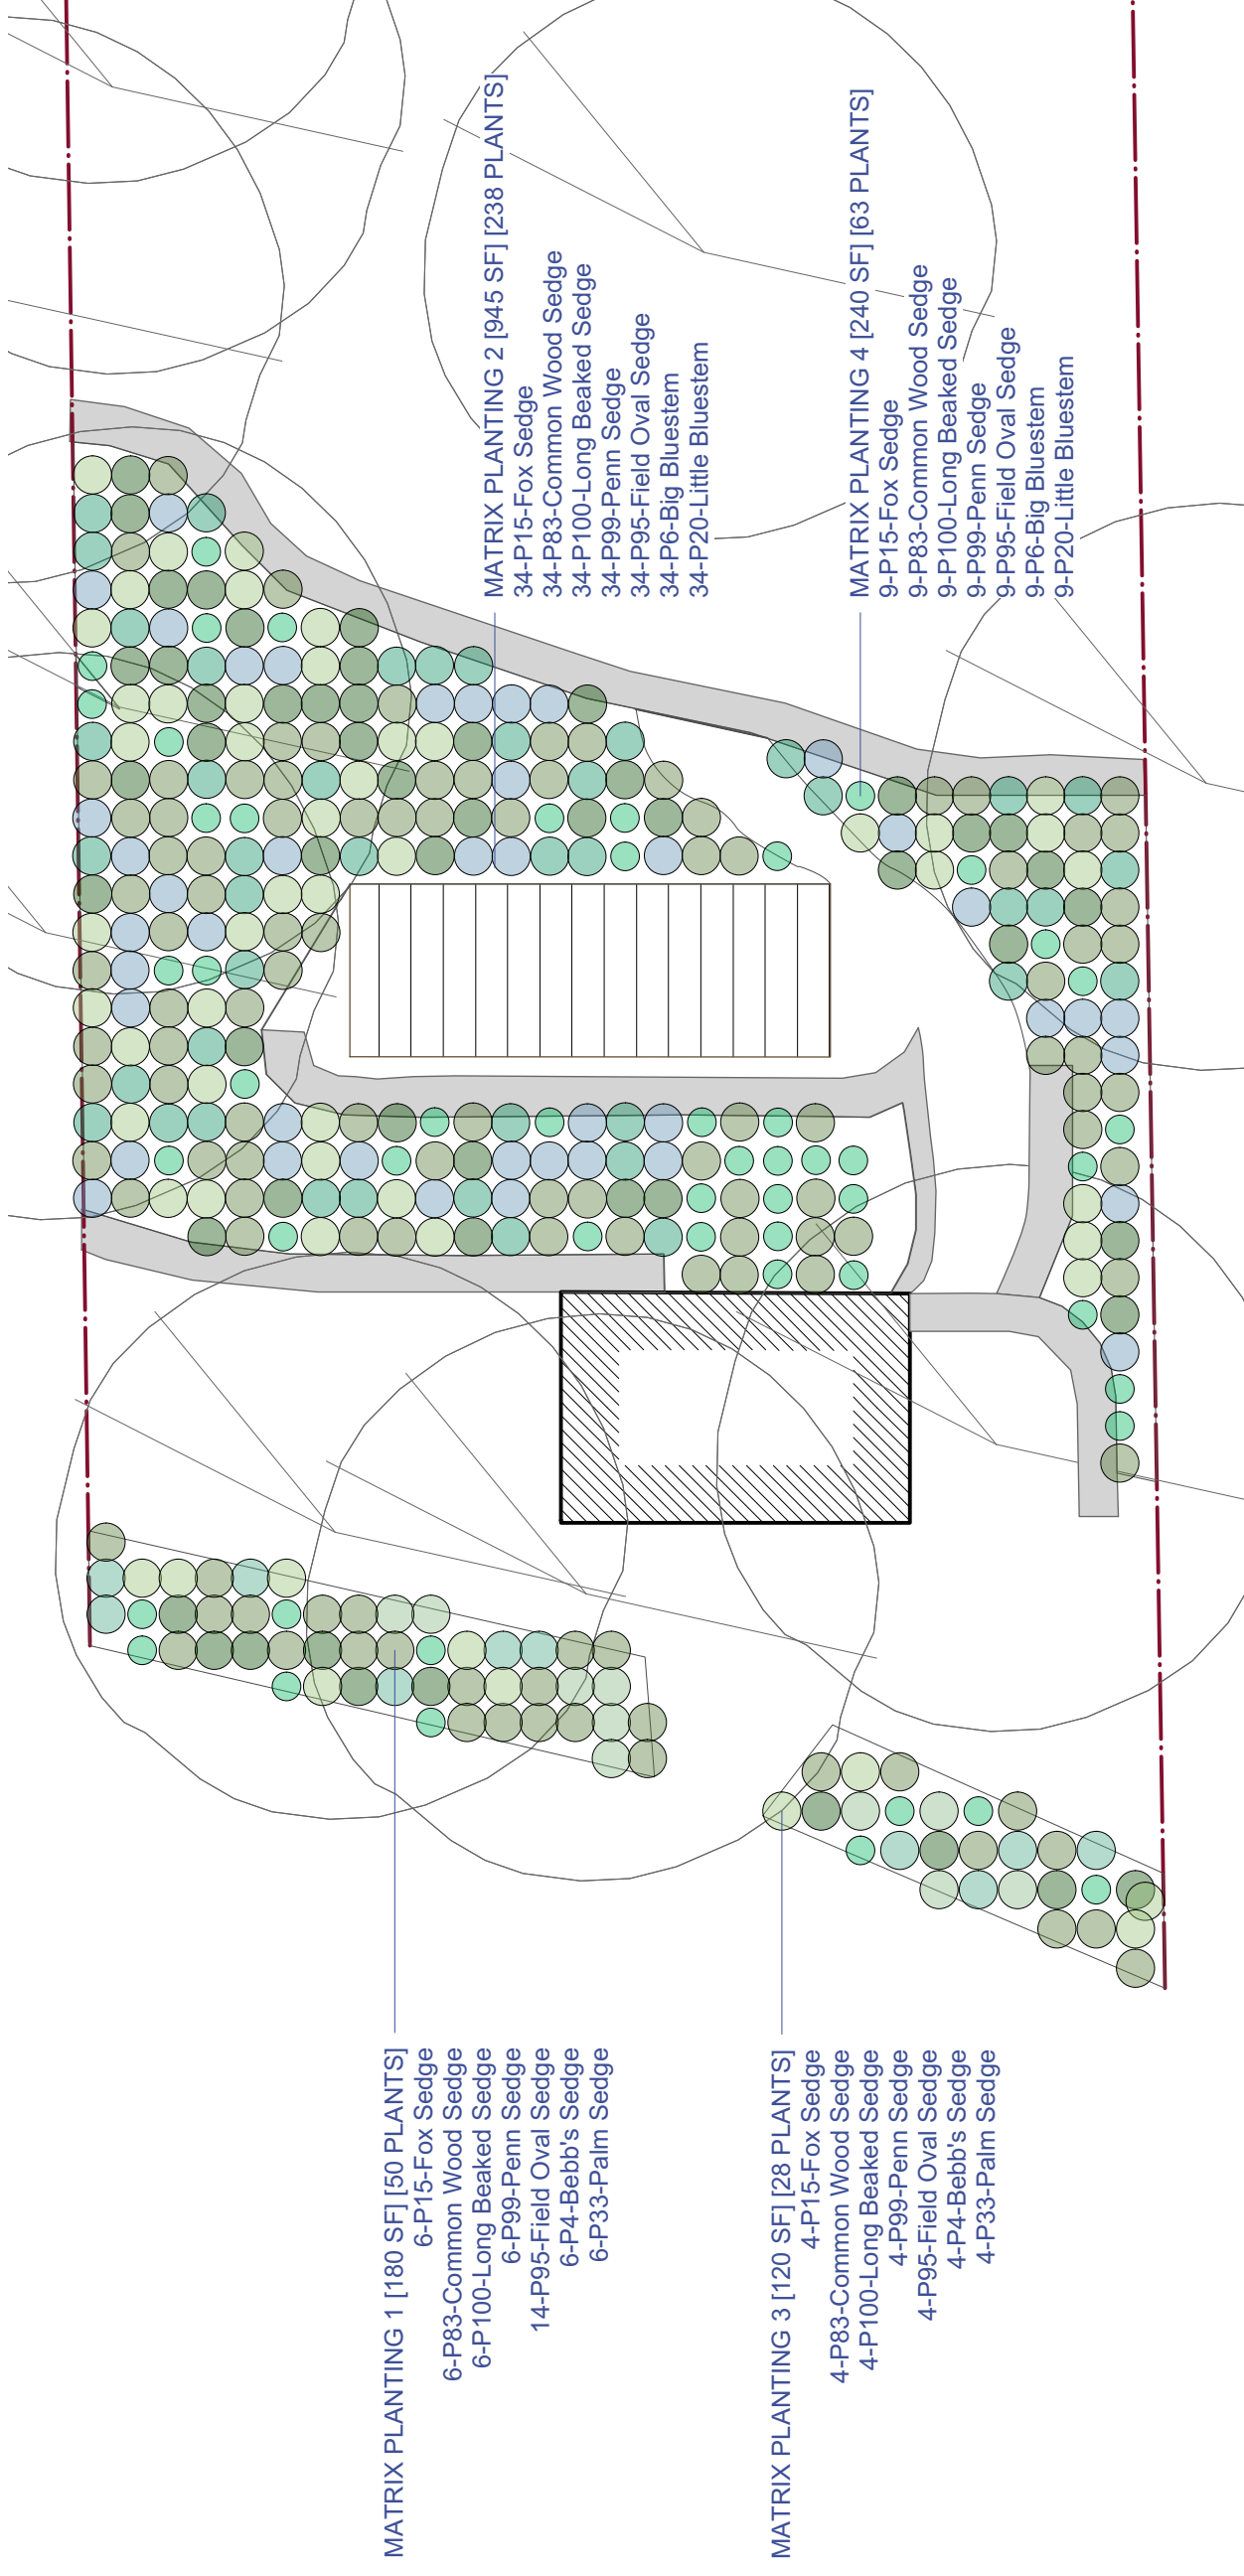 MATRIX PLANTING 1 [180 SF] [50 PLANTS]
6-P15-Fox Sedge
6-P83-Common Wood Sedge
6-P100-Long Beaked Sedge
6-P99-Penn Sedge
14-P95-Field Oval Sedge
6-P4-Bebb's Sedge
6-P33-Palm Sedge
MATRIX PLANTING 2 [945 SF] [238 PLANTS]
34-P15-Fox Sedge
34-P83-Common Wood Sedge
34-P100-Long Beaked Sedge
34-P99-Penn Sedge
34-P95-Field Oval Sedge
34-P6-Big Bluestem
34-P20-Little Bluestem
MATRIX PLANTING 3 [120 SF] [28 PLANTS]
4-P15-Fox Sedge
4-P83-Common Wood Sedge
4-P100-Long Beaked Sedge
4-P99-Penn Sedge
4-P95-Field Oval Sedge
4-P4-Bebb's Sedge
4-P33-Palm Sedge
MATRIX PLANTING 4 [240 SF] [63 PLANTS]
9-P15-Fox Sedge
9-P83-Common Wood Sedge
9-P100-Long Beaked Sedge
9-P99-Penn Sedge
9-P95-Field Oval Sedge
9-P6-Big Bluestem
9-P20-Little Bluestem